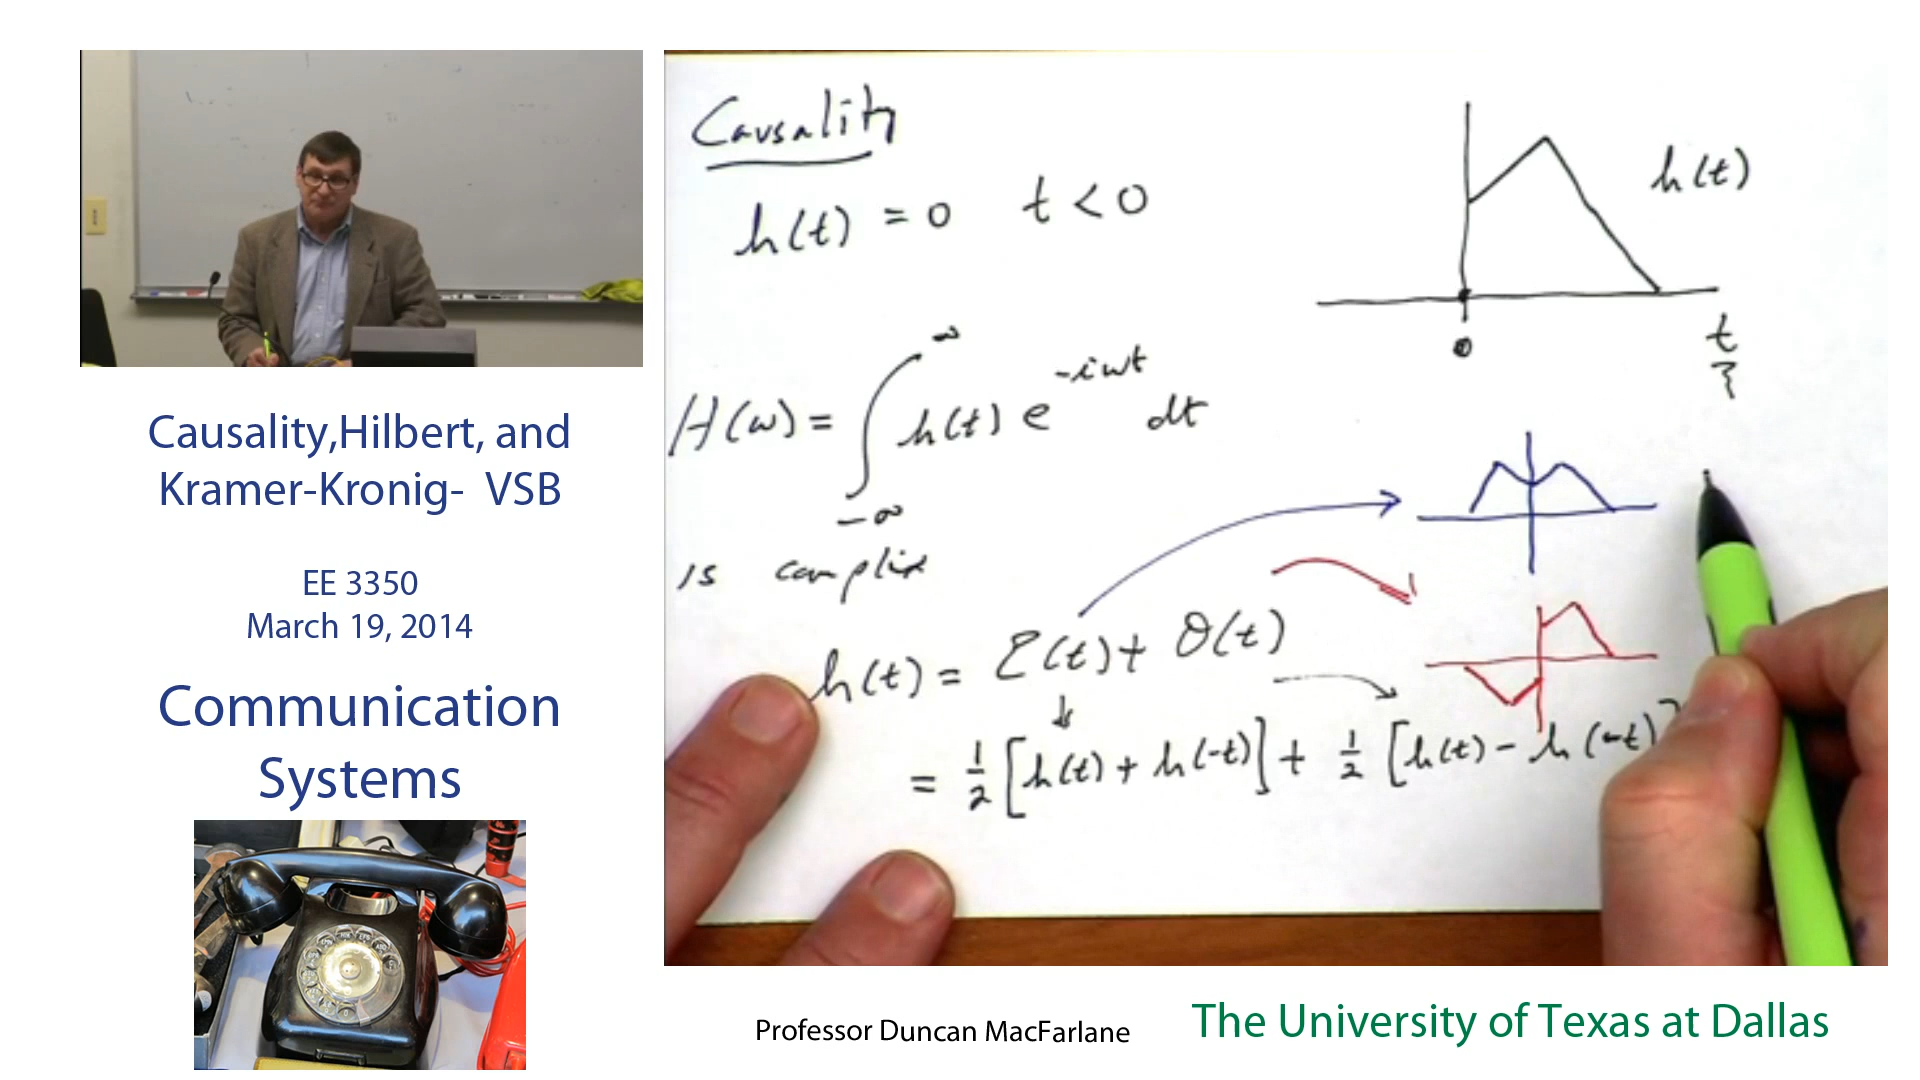 Causality,Hilbert, and
Kramer-Kronig- VSB
EE 3350
March 19, 2014
Communication
Systems
Causality
h(t) = 0 t < 0
h(t)
0
t
H(ω) = ∫ h(t) e^-iωt dt
∞
-∞
is complex
h(t) = Ɛ(t) + O(t)
= 1/2 [h(t) + h(-t)] + 1/2 [h(t) - h(-t)]
Professor Duncan MacFarlane
The University of Texas at Dallas